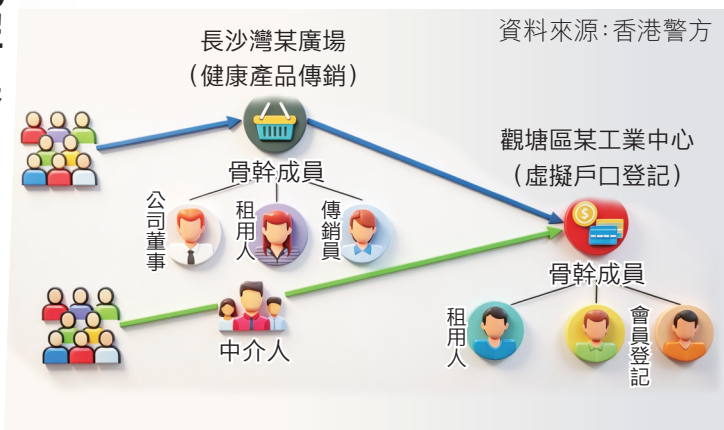 資料來源：香港警方
長沙灣某廣場
（健康產品傳銷）
骨幹成員
公司董事
租用人
傳銷員
觀塘區某工業中心
（虛擬戶口登記）
骨幹成員
租用人
會員登記
中介人